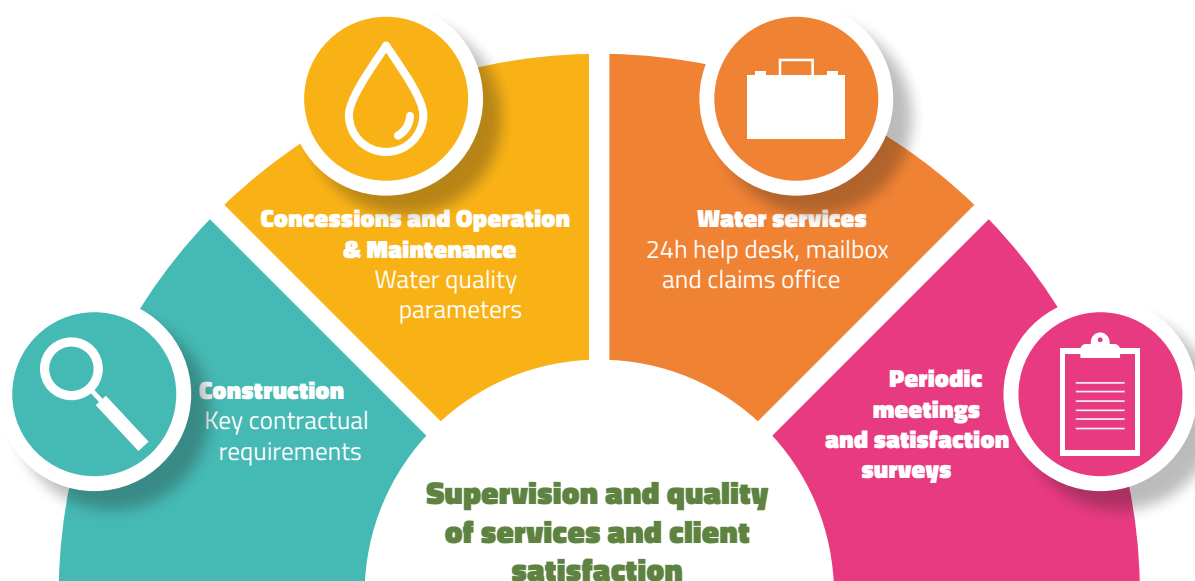 Concessions and Operation
& Maintenance
Water quality
parameters
Water services
24h help desk, mailbox
and claims office
Construction
Key contractual
requirements
Periodic
meetings
and satisfaction
surveys
Supervision and quality
of services and client
satisfaction